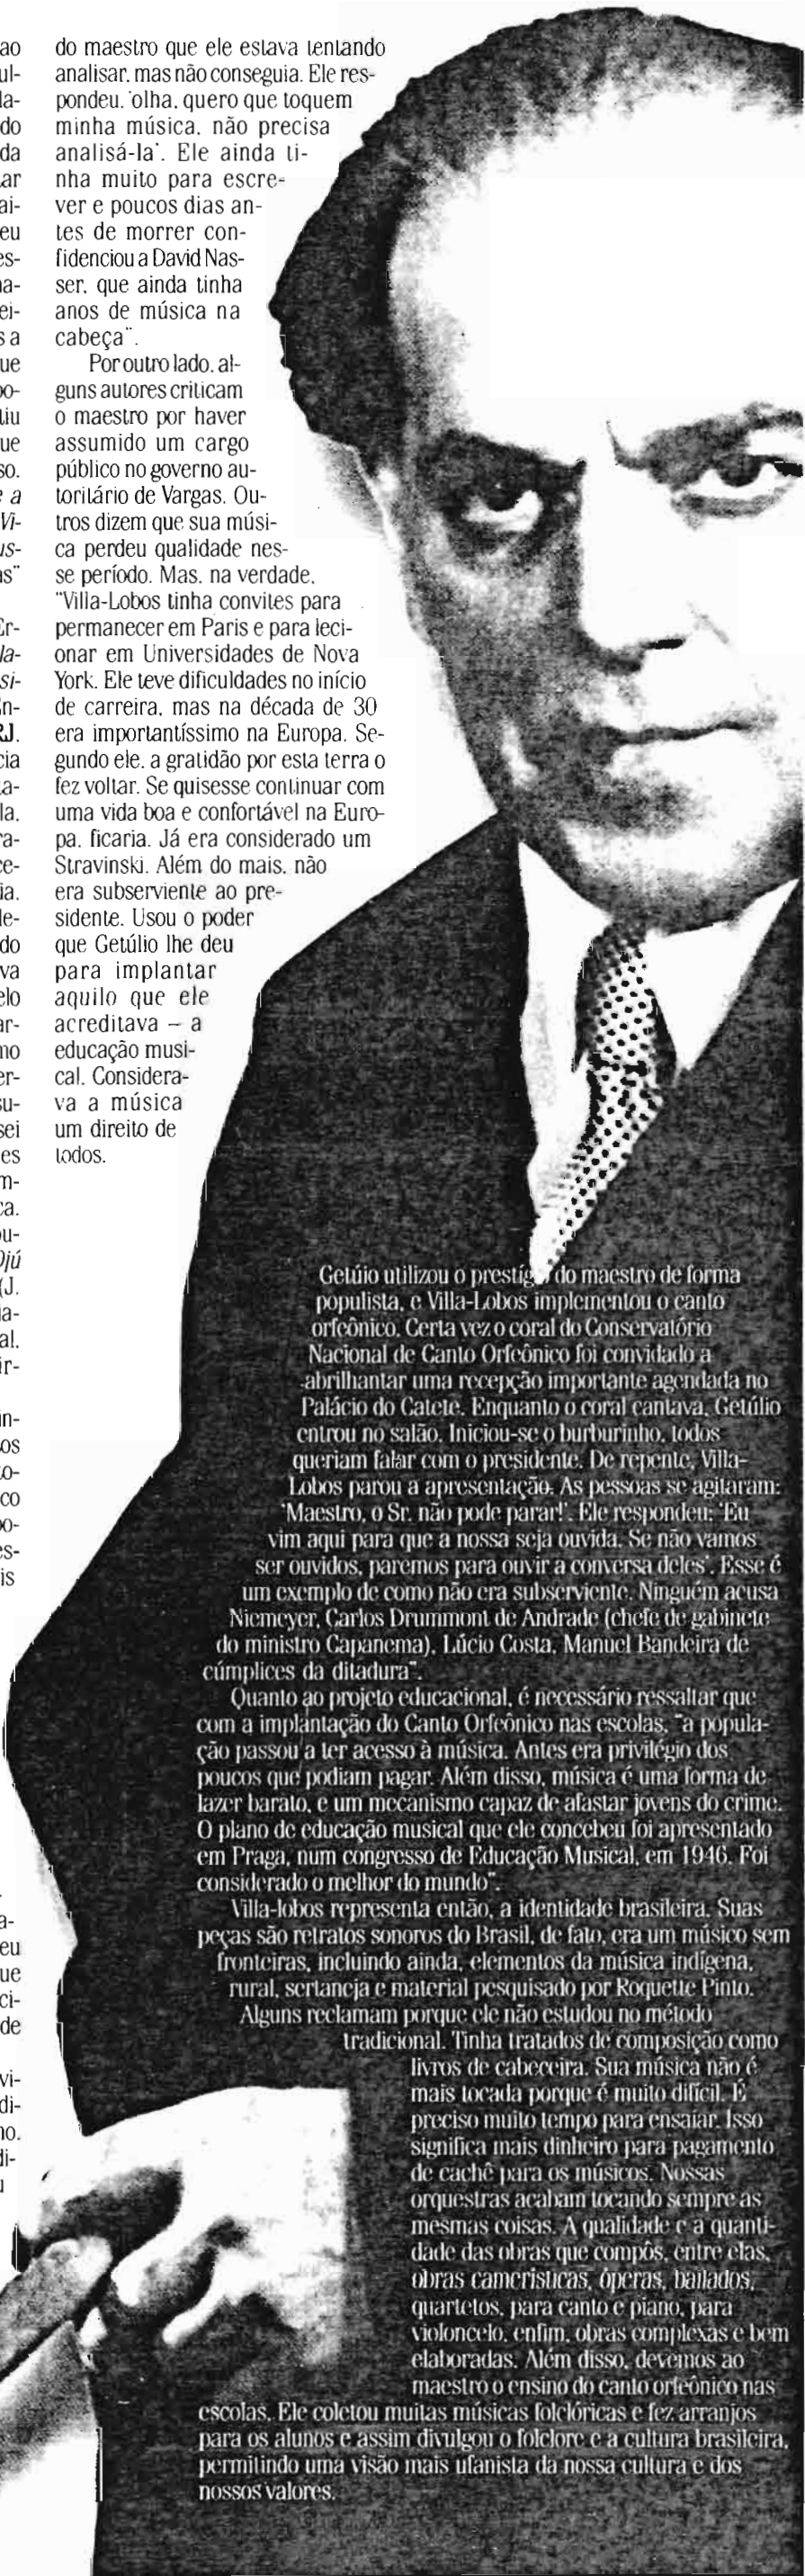 do maestro que ele estava tentando
analisar, mas não conseguia. Ele res-
pondeu, 'olha, quero que toquem
minha música, não precisa
analisá-la'. Ele ainda ti-
nha muito para escre-
ver e poucos dias an-
tes de morrer con-
fidenciou a David Nas-
ser, que ainda tinha
anos de música na
cabeça".
Por outro lado, al-
guns autores criticam
o maestro por haver
assumido um cargo
público no governo au-
toritário de Vargas. Ou-
tros dizem que sua músi-
ca perdeu qualidade nes-
se período. Mas, na verdade,
"Villa-Lobos tinha convites para
permanecer em Paris e para leci-
onar em Universidades de Nova
York. Ele teve dificuldades no início
de carreira, mas na década de 30
era importantíssimo na Europa. Se-
gundo ele, a gratidão por esta terra o
fez voltar. Se quisesse continuar com
uma vida boa e confortável na Euro-
pa, ficaria. Já era considerado um
Stravinski. Além do mais, não
era subserviente ao pre-
sidente. Usou o poder
que Getúlio lhe deu
para implantar
aquilo que ele
acreditava – a
educação musi-
cal. Considera-
va a música
um direito de
todos.
Getúio utilizou o prestigio do maestro de forma
populista, e Villa-Lobos implementou o canto
orfeônico. Certa vez o coral do Conservatório
Nacional de Canto Orfeônico foi convidado a
abrilhantar uma recepção importante agendada no
Palácio do Catete. Enquanto o coral cantava, Getúlio
entrou no salão. Iniciou-se o burburinho, todos
queriam falar com o presidente. De repente, Villa-
Lobos parou a apresentação. As pessoas se agitaram:
'Maestro, o Sr. não pode parar!'. Ele respondeu: 'Eu
vim aqui para que a nossa seja ouvida. Se não vamos
ser ouvidos, paremos para ouvir a conversa deles'. Esse é
um exemplo de como não era subserviente. Ninguém acusa
Niemeyer, Carlos Drummont de Andrade (chefe de gabinete
do ministro Capanema), Lúcio Costa, Manuel Bandeira de
cúmplices da ditadura".
Quanto ao projeto educacional, é necessário ressaltar que
com a implantação do Canto Orfeônico nas escolas, "a popula-
ção passou a ter acesso à música. Antes era privilégio dos
poucos que podiam pagar. Além disso, música é uma forma de
lazer barato, e um mecanismo capaz de afastar jovens do crime.
O plano de educação musical que ele concebeu foi apresentado
em Praga, num congresso de Educação Musical, em 1946. Foi
considerado o melhor do mundo".
Villa-lobos representa então, a identidade brasileira. Suas
peças são retratos sonoros do Brasil, de fato, era um músico sem
fronteiras, incluindo ainda, elementos da música indígena,
rural, sertaneja e material pesquisado por Roquette Pinto.
Alguns reclamam porque ele não estudou no método
tradicional. Tinha tratados de composição como
livros de cabeceira. Sua música não é
mais tocada porque é muito difícil. É
preciso muito tempo para ensaiar. Isso
significa mais dinheiro para pagamento
de cachê para os músicos. Nossas
orquestras acabam tocando sempre as
mesmas coisas. A qualidade e a quanti-
dade das obras que compôs, entre elas,
obras camerísticas, óperas, bailados,
quartetos, para canto e piano, para
violoncelo, enfim, obras complexas e bem
elaboradas. Além disso, devemos ao
maestro o ensino do canto orfeônico nas
escolas. Ele coletou muitas músicas folclóricas e fez arranjos
para os alunos e assim divulgou o folclore e a cultura brasileira,
permitindo uma visão mais ufanista da nossa cultura e dos
nossos valores.